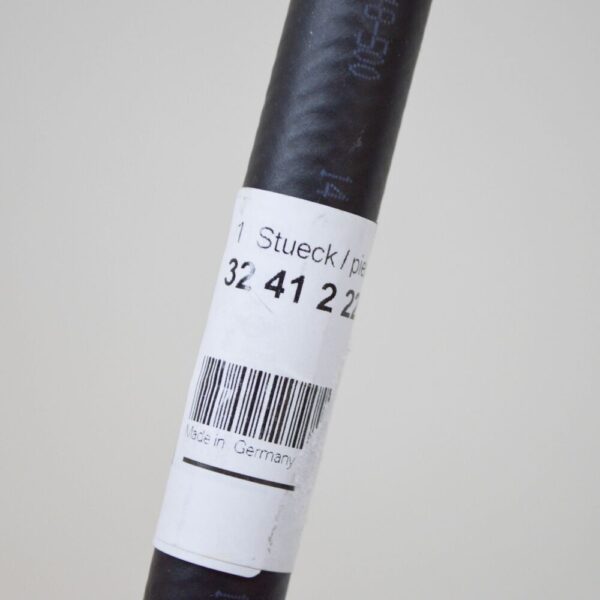 1 Stueck / pie
32 41 2 22
Made in Germany